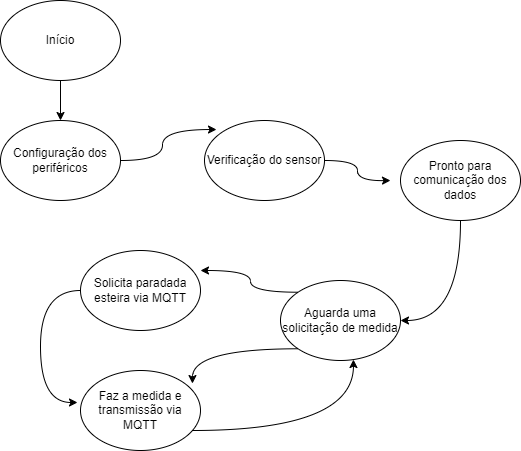 Início
Configuração dos
periféricos
Verificação do sensor
Pronto para
comunicação dos
dados
Solicita paradada
esteira via MQTT
Aguarda uma
solicitação de medida
Faz a medida e
transmissão via
MQTT